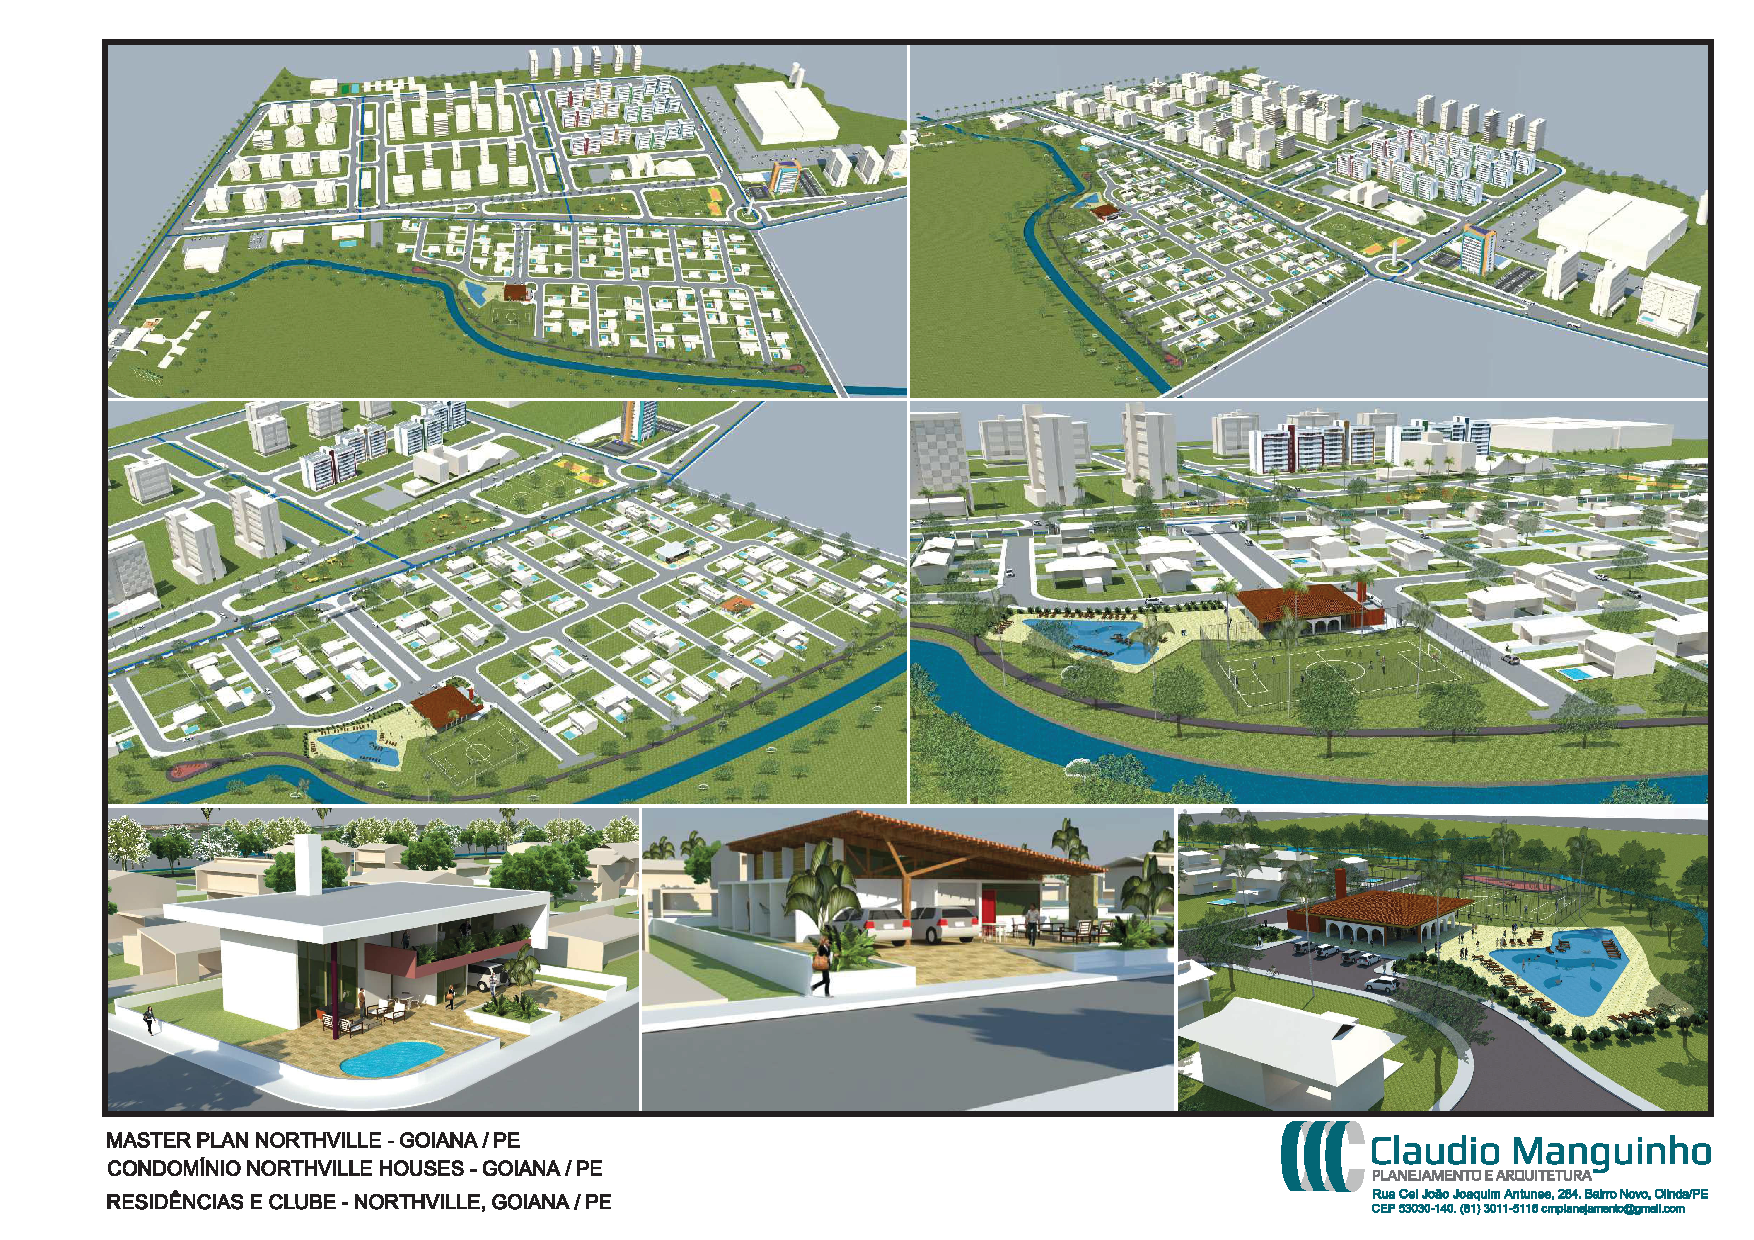 MASTER PLAN NORTHVILLE - GOIANA / PE
CONDOMÍNIO NORTHVILLE HOUSES - GOIANA / PE
RESIDÊNCIAS E CLUBE - NORTHVILLE, GOIANA / PE
Claudio Manguinho
PLANEJAMENTO E ARQUITETURA
Rua Cel João Joaquim Antunes, 264. Bairro Novo, Olinda/PE
CEP 53030-140. (81) 3011-5116 cmplanejamento@gmail.com